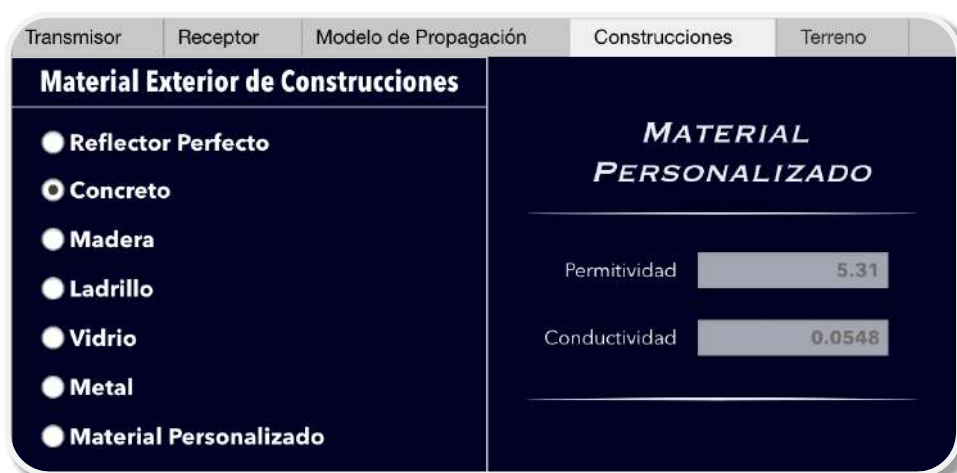 Transmisor
Receptor
Modelo de Propagación
Construcciones
Terreno
Material Exterior de Construcciones
Reflector Perfecto
Concreto
Madera
Ladrillo
Vidrio
Metal
Material Personalizado
MATERIAL
PERSONALIZADO
Permitividad 5.31
Conductividad 0.0548